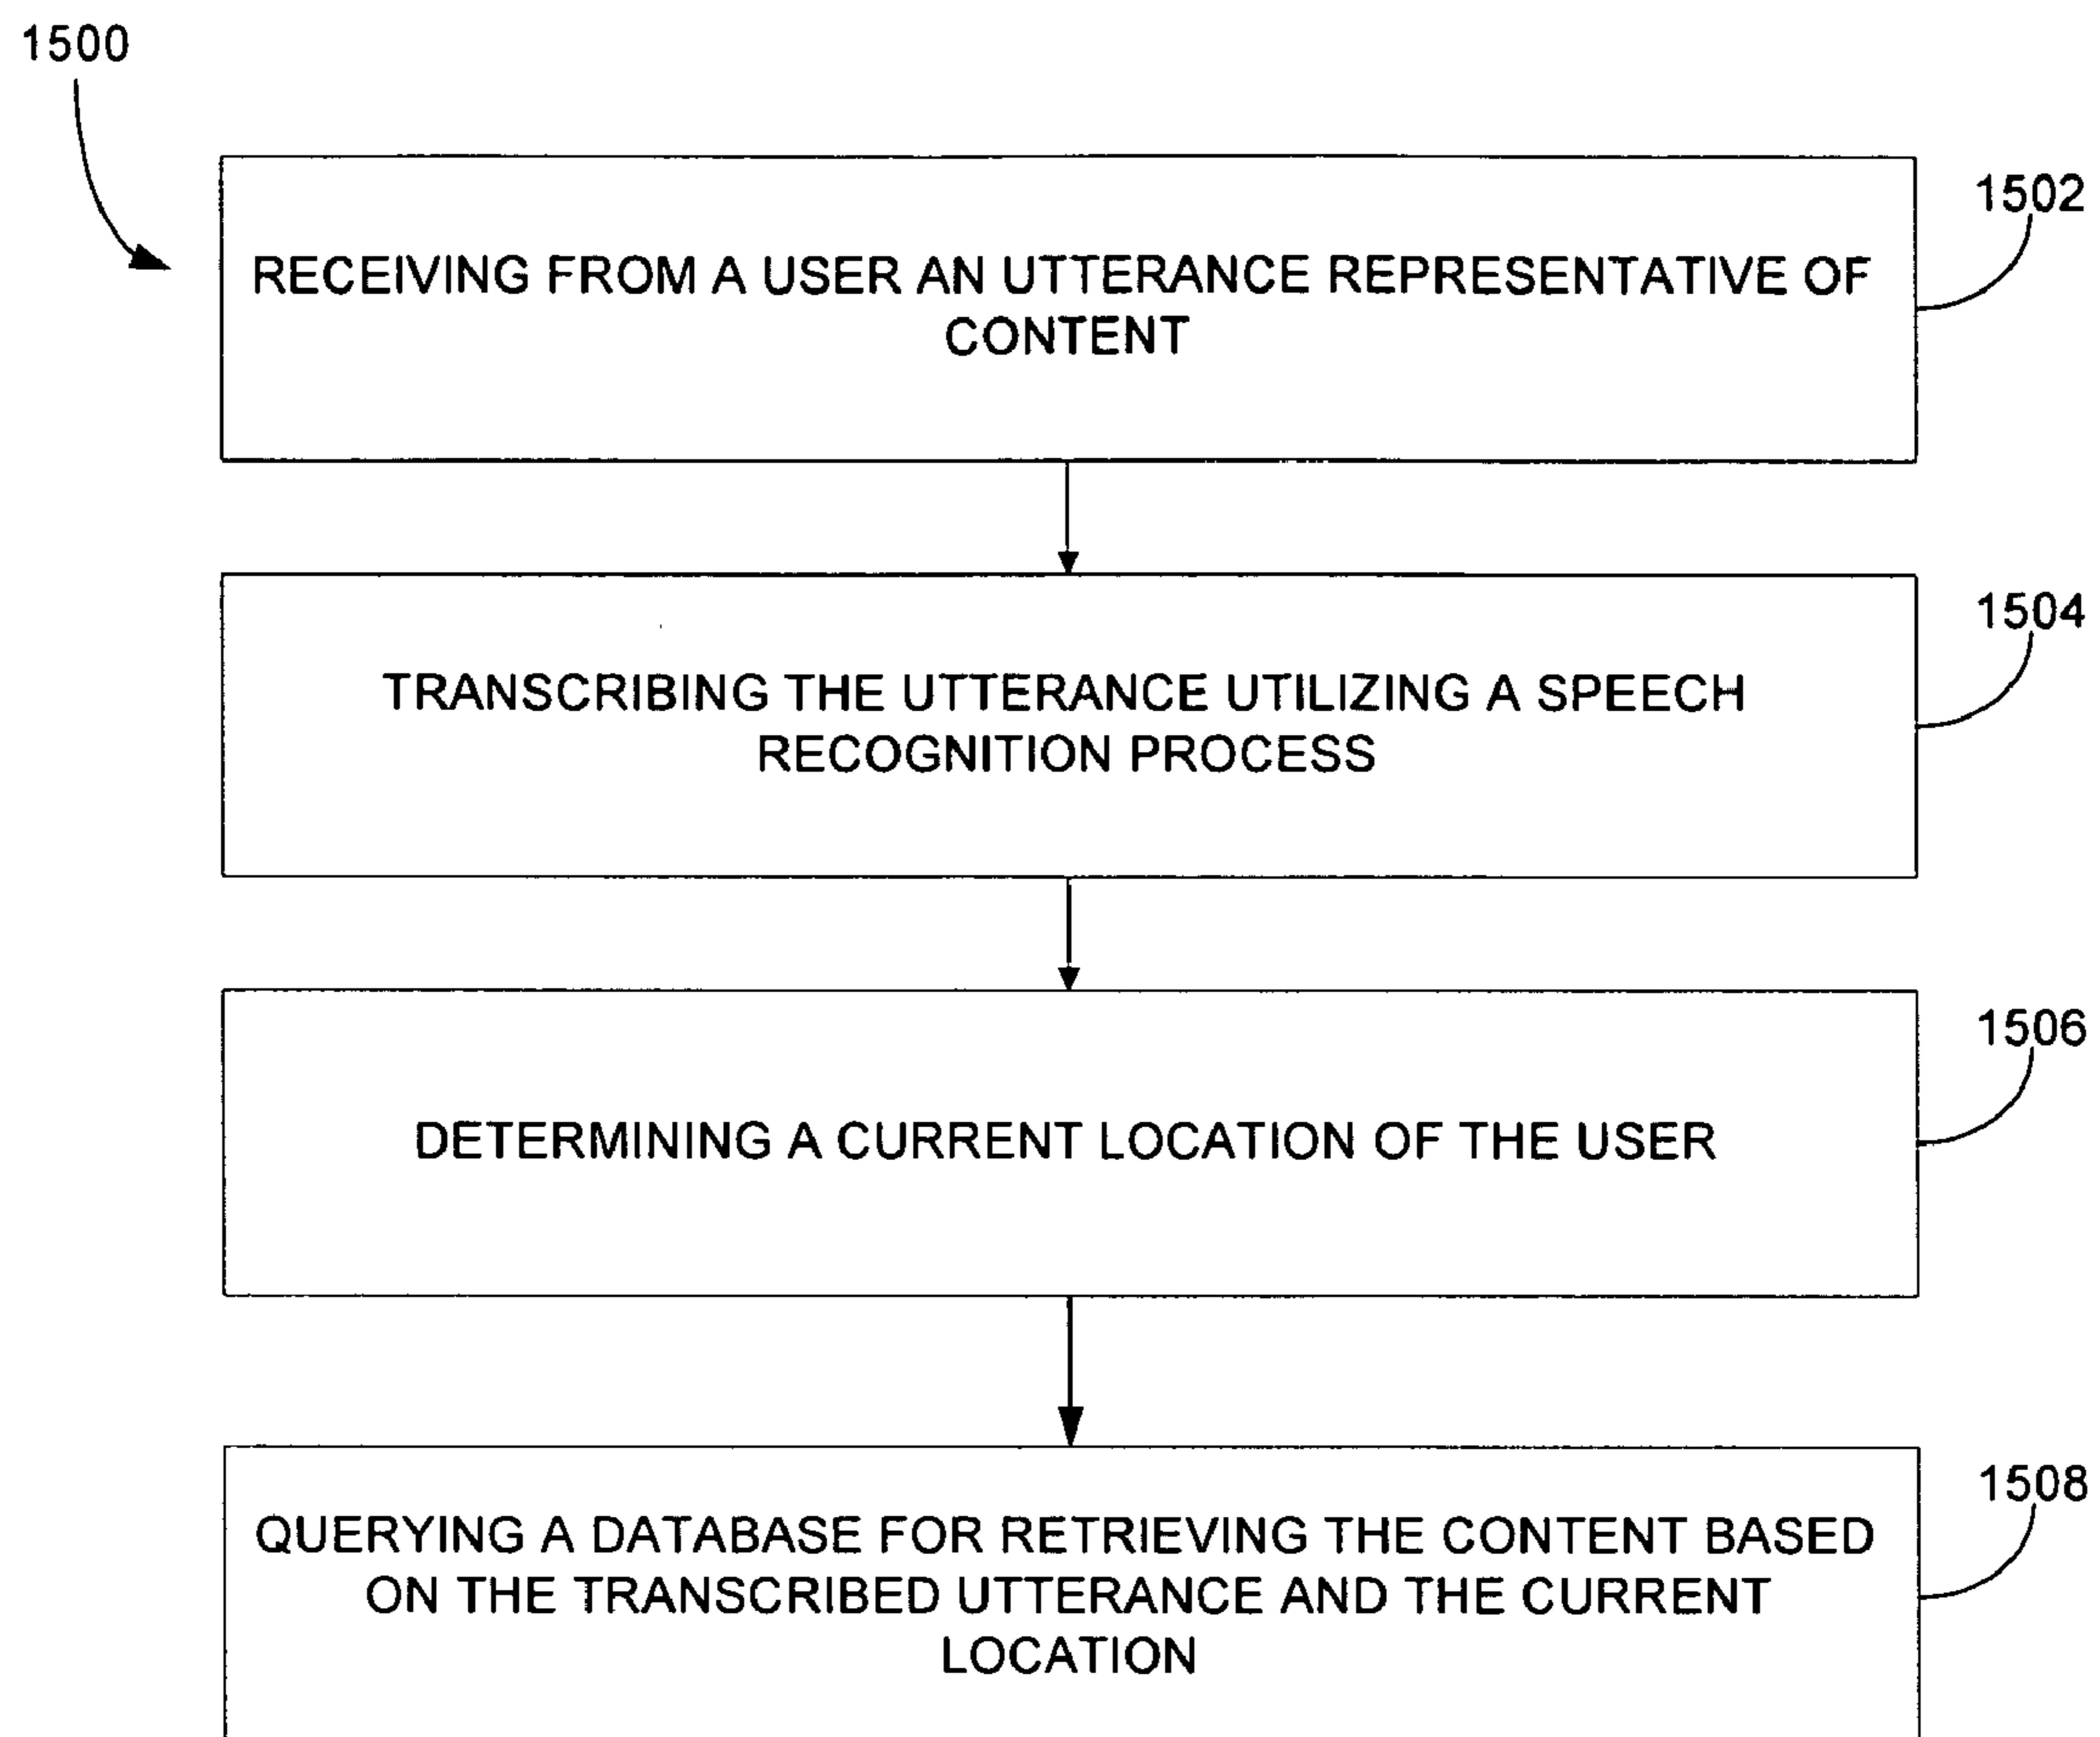 1500
1502
RECEIVING FROM A USER AN UTTERANCE REPRESENTATIVE OF
CONTENT
1504
TRANSCRIBING THE UTTERANCE UTILIZING A SPEECH
RECOGNITION PROCESS
1506
DETERMINING A CURRENT LOCATION OF THE USER
1508
QUERYING A DATABASE FOR RETRIEVING THE CONTENT BASED
ON THE TRANSCRIBED UTTERANCE AND THE CURRENT
LOCATION